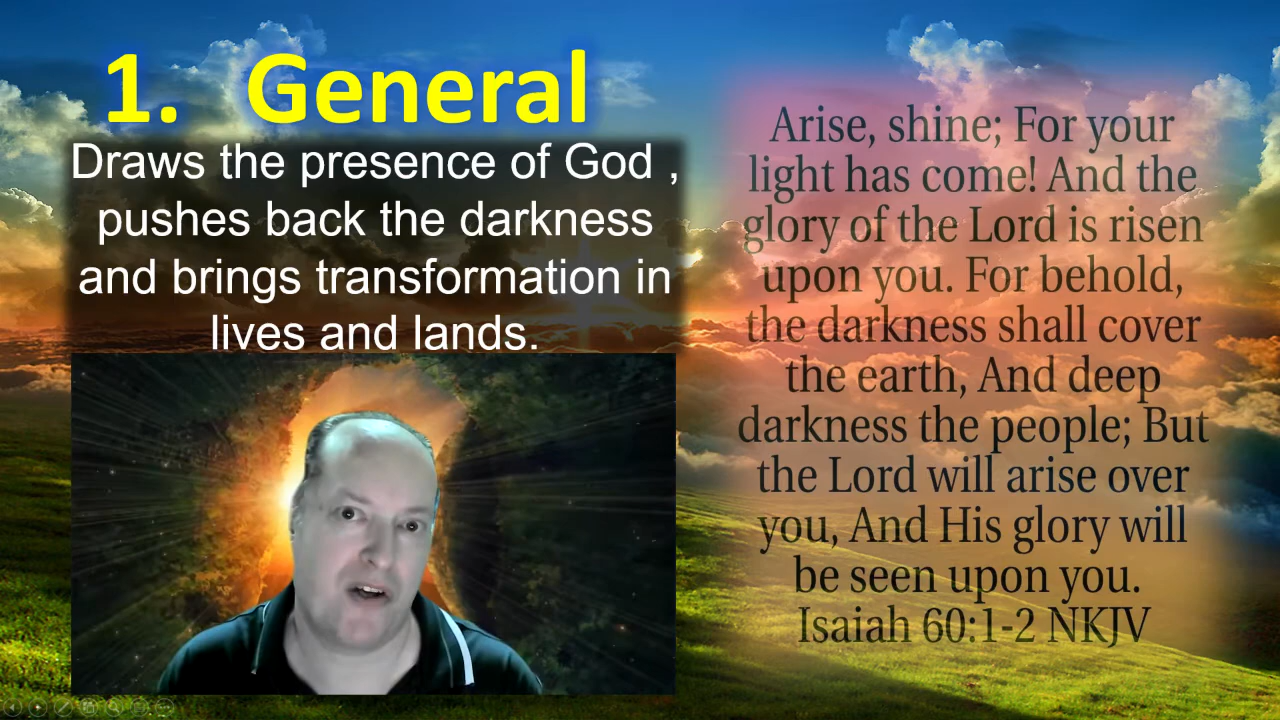 1. General
Draws the presence of God ,
pushes back the darkness
and brings transformation in
lives and lands.
Arise, shine; For your
light has come! And the
glory of the Lord is risen
upon you. For behold,
the darkness shall cover
the earth, And deep
darkness the people; But
the Lord will arise over
you, And His glory will
be seen upon you.
Isaiah 60:1-2 NKJV